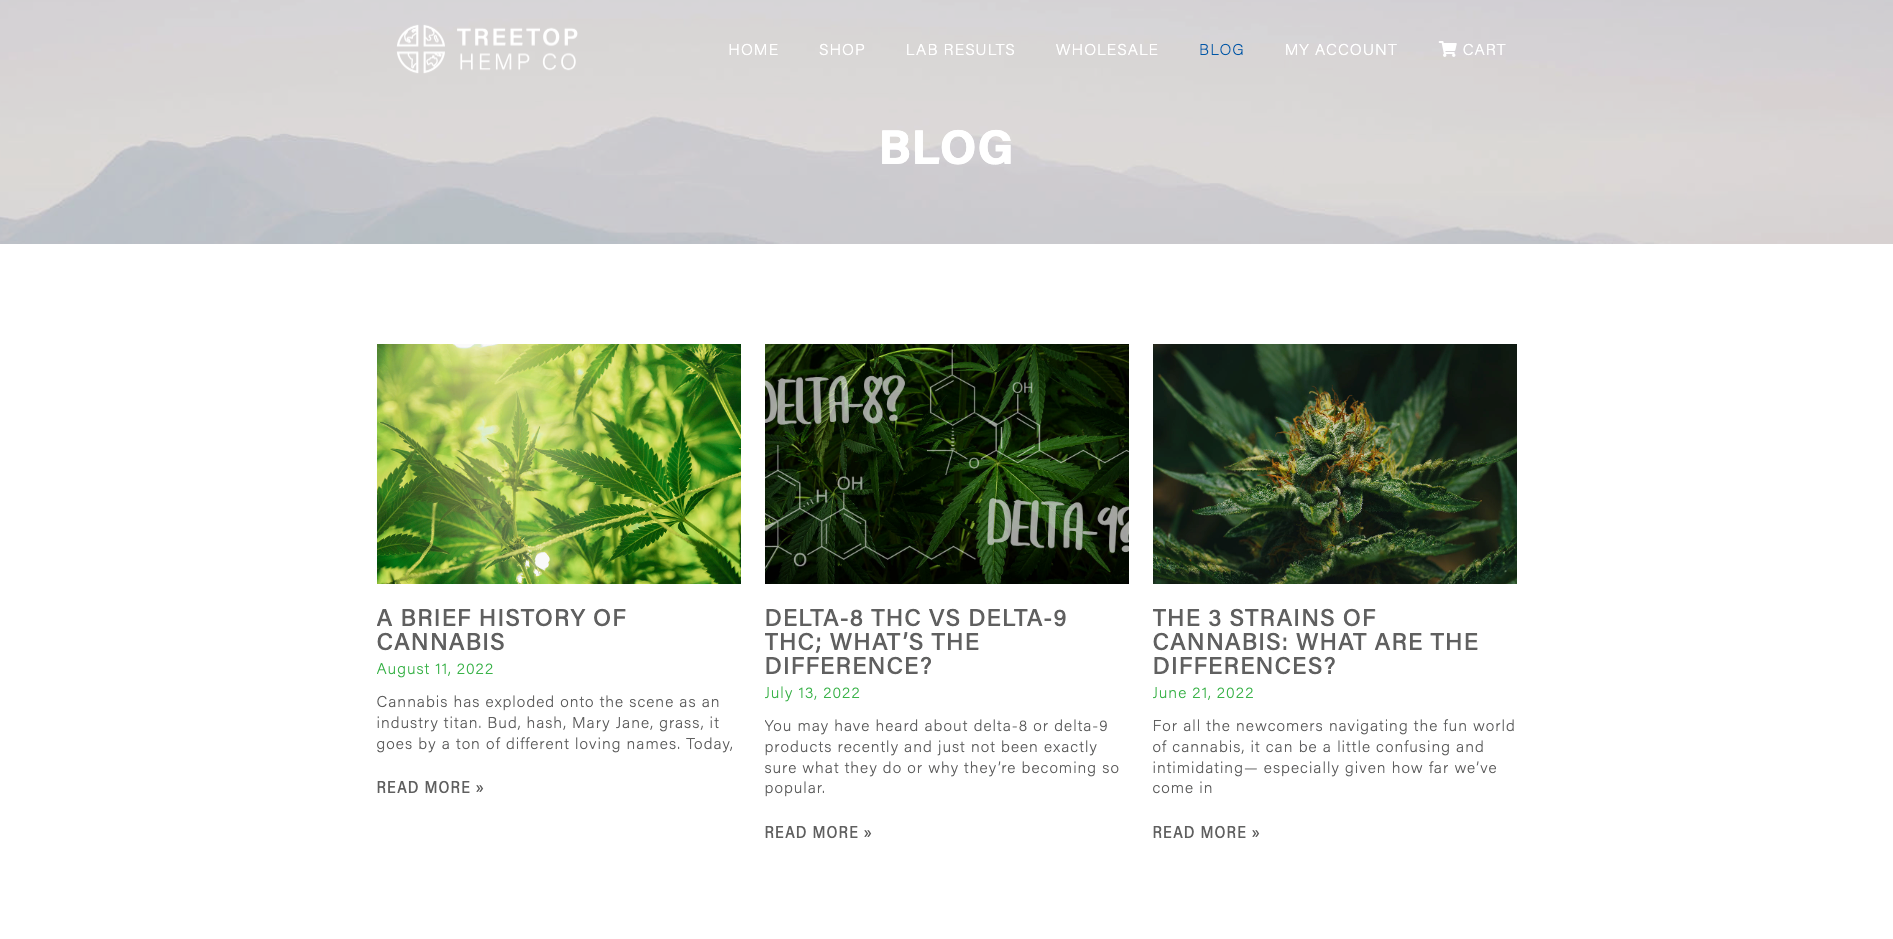 TREETOP
HEMP CO
HOME SHOP LAB RESULTS WHOLESALE BLOG MY ACCOUNT CART
BLOG
DELTA-8?
OH
O
H OH
O
DELTA-9?
A BRIEF HISTORY OF
CANNABIS
August 11, 2022
Cannabis has exploded onto the scene as an
industry titan. Bud, hash, Mary Jane, grass, it
goes by a ton of different loving names. Today,
READ MORE »
DELTA-8 THC VS DELTA-9
THC; WHAT’S THE
DIFFERENCE?
July 13, 2022
You may have heard about delta-8 or delta-9
products recently and just not been exactly
sure what they do or why they’re becoming so
popular.
READ MORE »
THE 3 STRAINS OF
CANNABIS: WHAT ARE THE
DIFFERENCES?
June 21, 2022
For all the newcomers navigating the fun world
of cannabis, it can be a little confusing and
intimidating— especially given how far we’ve
come in
READ MORE »